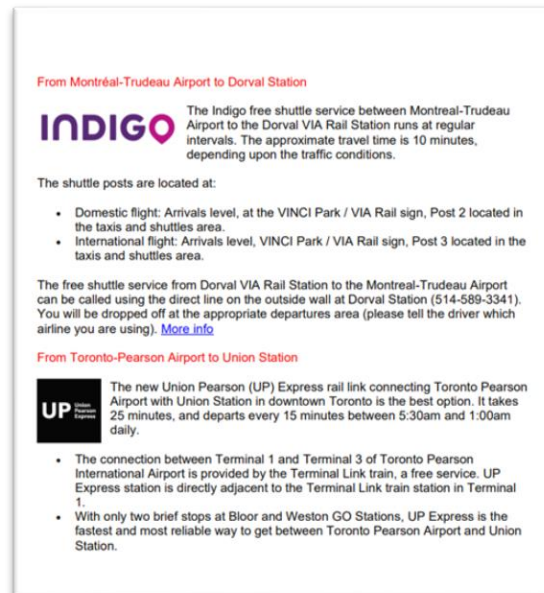 From Montréal-Trudeau Airport to Dorval Station
INDIGO
The Indigo free shuttle service between Montreal-Trudeau
Airport to the Dorval VIA Rail Station runs at regular
intervals. The approximate travel time is 10 minutes,
depending upon the traffic conditions.
The shuttle posts are located at:
• Domestic flight: Arrivals level, at the VINCI Park / VIA Rail sign, Post 2 located in
the taxis and shuttles area.
• International flight: Arrivals level, VINCI Park / VIA Rail sign, Post 3 located in the
taxis and shuttles area.
The free shuttle service from Dorval VIA Rail Station to the Montreal-Trudeau Airport
can be called using the direct line on the outside wall at Dorval Station (514-589-3341).
You will be dropped off at the appropriate departures area (please tell the driver which
airline you are using). More info
From Toronto-Pearson Airport to Union Station
UP Union
Pearson
Express
The new Union Pearson (UP) Express rail link connecting Toronto Pearson
Airport with Union Station in downtown Toronto is the best option. It takes
25 minutes, and departs every 15 minutes between 5:30am and 1:00am
daily.
• The connection between Terminal 1 and Terminal 3 of Toronto Pearson
International Airport is provided by the Terminal Link train, a free service. UP
Express station is directly adjacent to the Terminal Link train station in Terminal
1.
• With only two brief stops at Bloor and Weston GO Stations, UP Express is the
fastest and most reliable way to get between Toronto Pearson Airport and Union
Station.